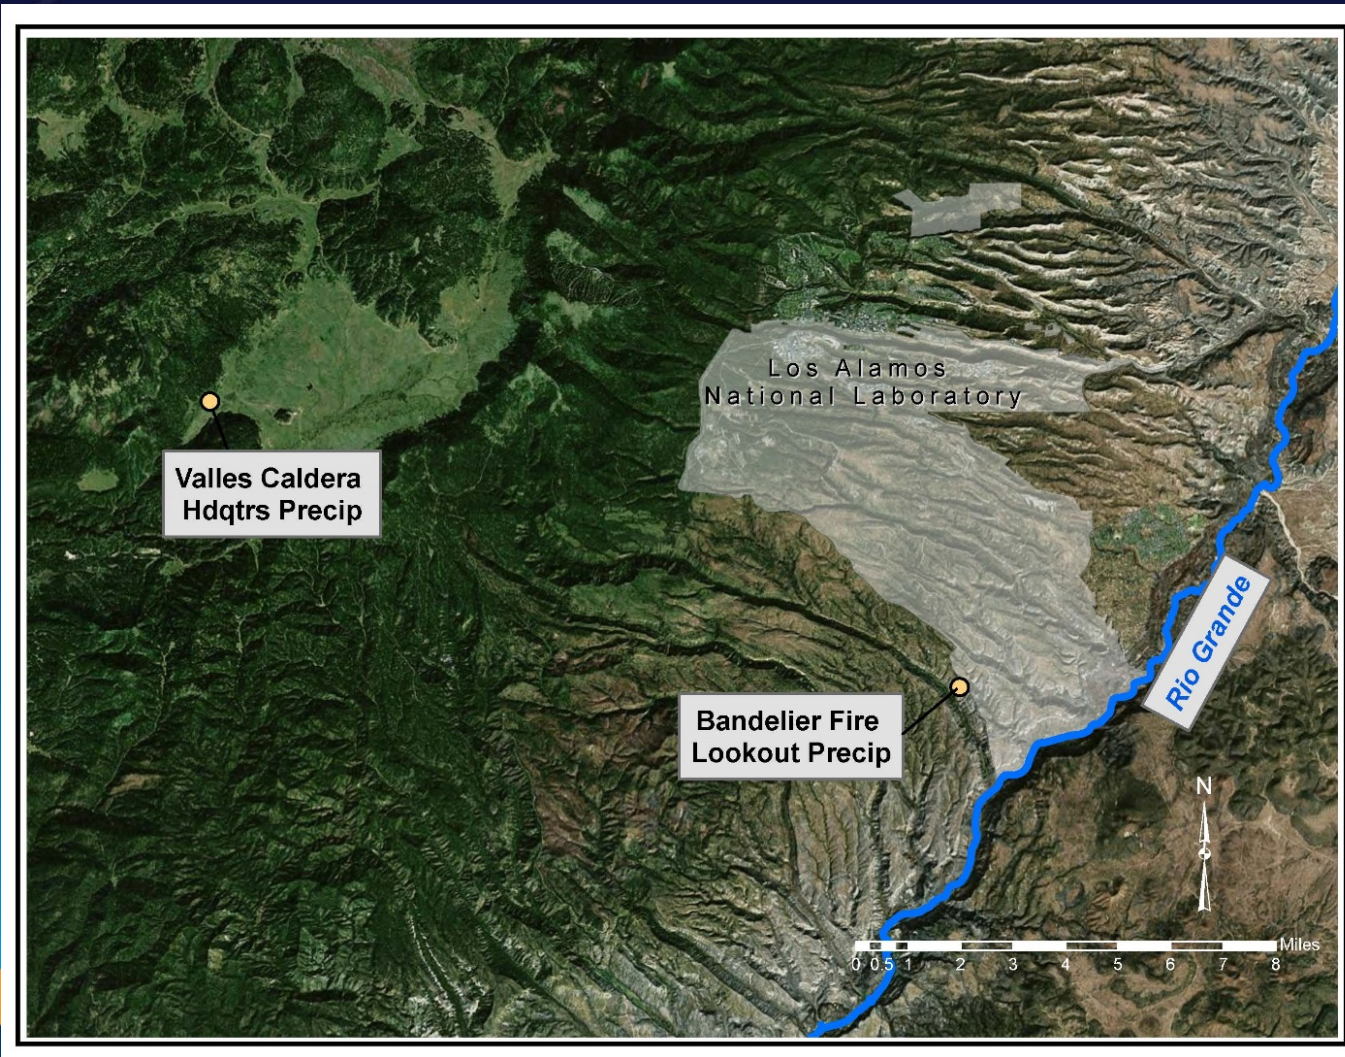 Los Alamos
National Laboratory
Valles Caldera
Hdqtrs Precip
Rio Grande
Bandelier Fire
Lookout Precip
N
Miles
0 0.5 1 2 3 4 5 6 7 8